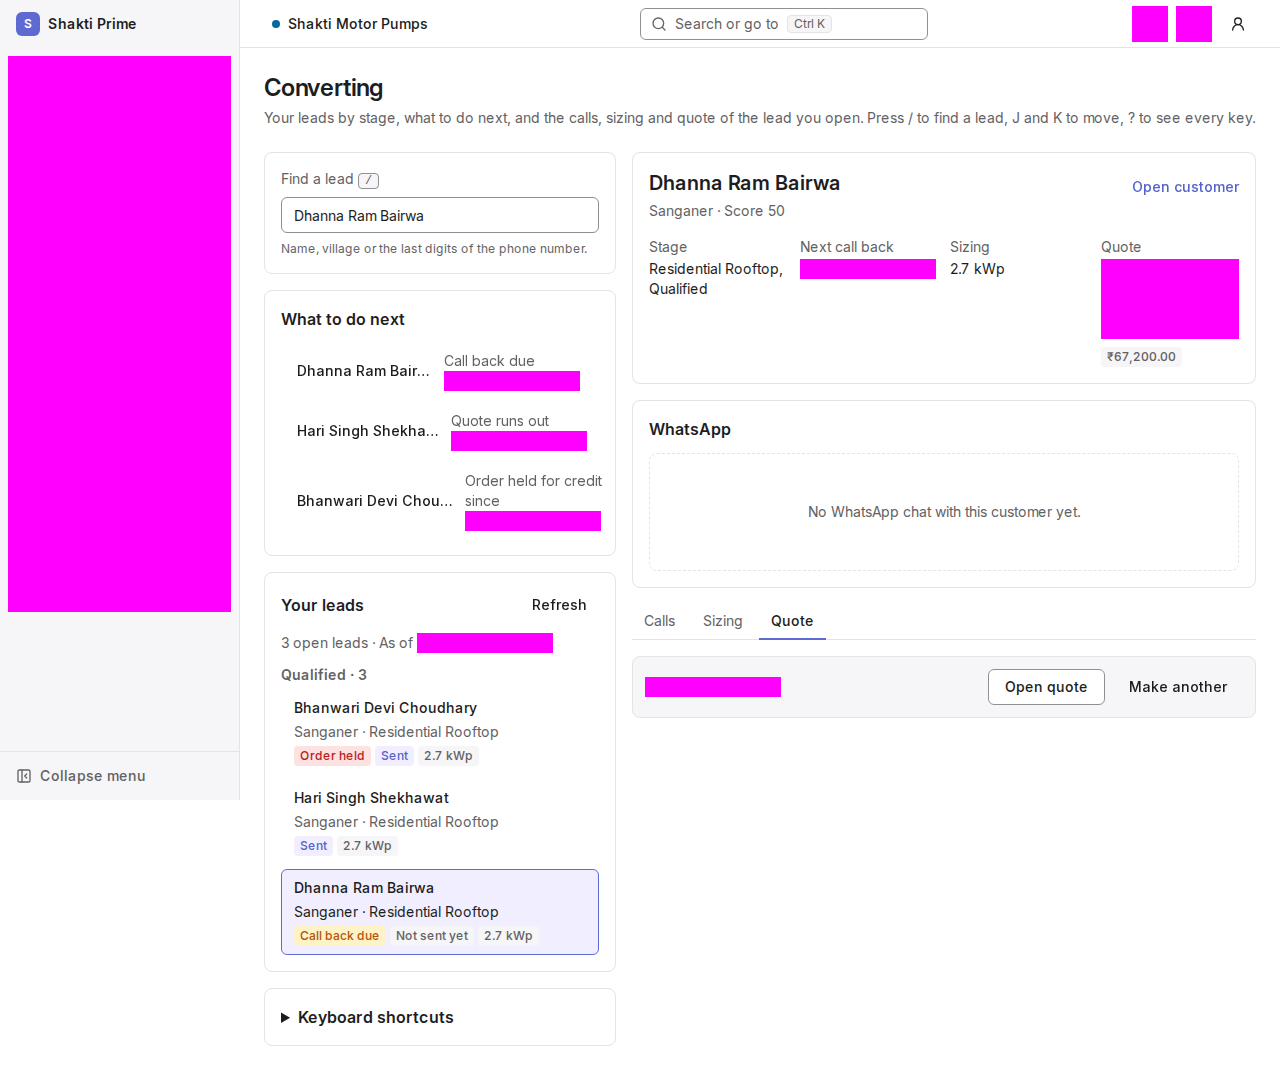 S Shakti Prime
Shakti Motor Pumps
Search or go to Ctrl K
Converting
Your leads by stage, what to do next, and the calls, sizing and quote of the lead you open. Press / to find a lead, J and K to move, ? to see every key.
Find a lead /
Dhanna Ram Bairwa
Name, village or the last digits of the phone number.
What to do next
Dhanna Ram Bair...
Call back due
Hari Singh Shekha...
Quote runs out
Bhanwari Devi Chou...
Order held for credit
since
Your leads
Refresh
3 open leads · As of
Qualified · 3
Bhanwari Devi Choudhary
Sanganer · Residential Rooftop
Order held Sent 2.7 kWp
Hari Singh Shekhawat
Sanganer · Residential Rooftop
Sent 2.7 kWp
Dhanna Ram Bairwa
Sanganer · Residential Rooftop
Call back due Not sent yet 2.7 kWp
Keyboard shortcuts
Dhanna Ram Bairwa
Open customer
Sanganer · Score 50
Stage
Residential Rooftop,
Qualified
Next call back
Sizing
2.7 kWp
Quote
₹67,200.00
WhatsApp
No WhatsApp chat with this customer yet.
Calls Sizing Quote
Open quote Make another
Collapse menu